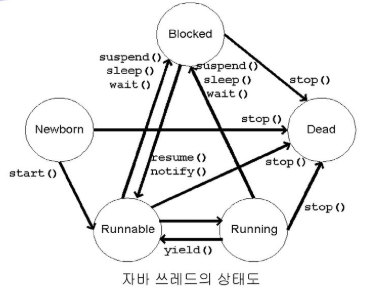 Blocked
suspend()
sleep()
wait()
suspend()
sleep()
wait()
stop()
Newborn
stop()
Dead
start()
resume()
notify()
stop()
Runnable
Running
stop()
yield()
자바 쓰레드의 상태도